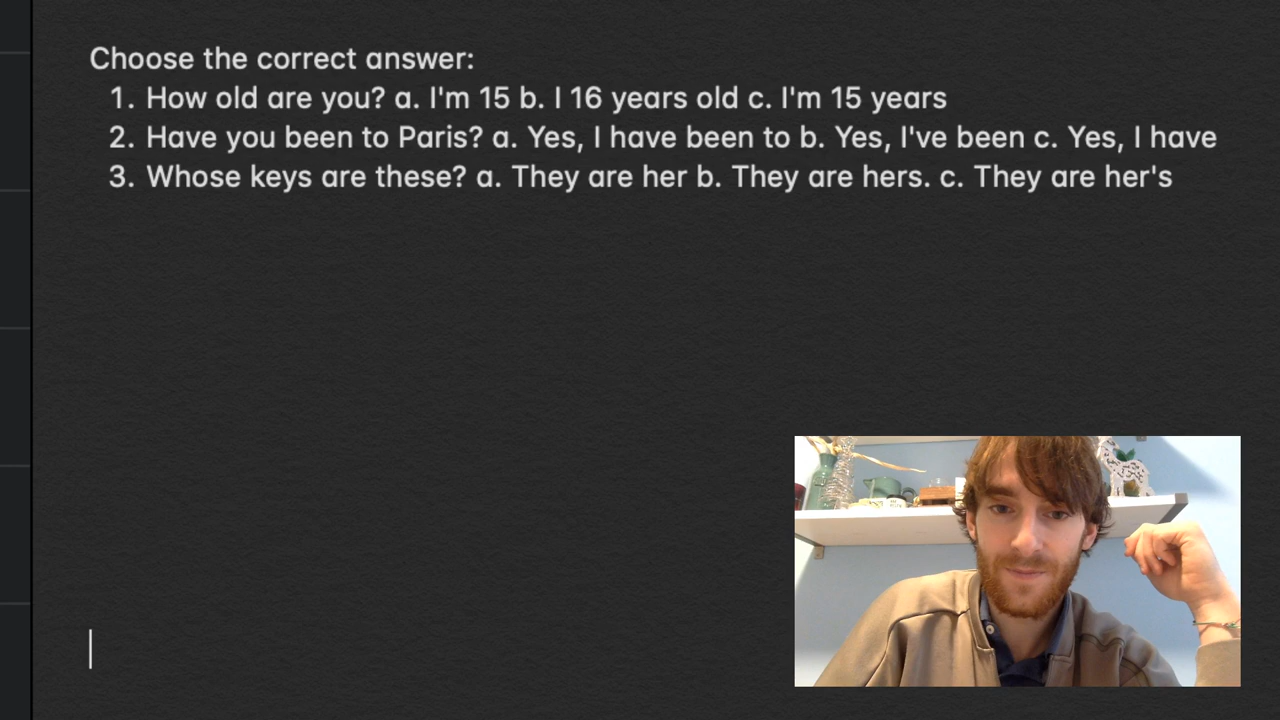 Choose the correct answer:
1. How old are you? a. I'm 15 b. I 16 years old c. I'm 15 years
2. Have you been to Paris? a. Yes, I have been to b. Yes, I've been c. Yes, I have
3. Whose keys are these? a. They are her b. They are hers. c. They are her's